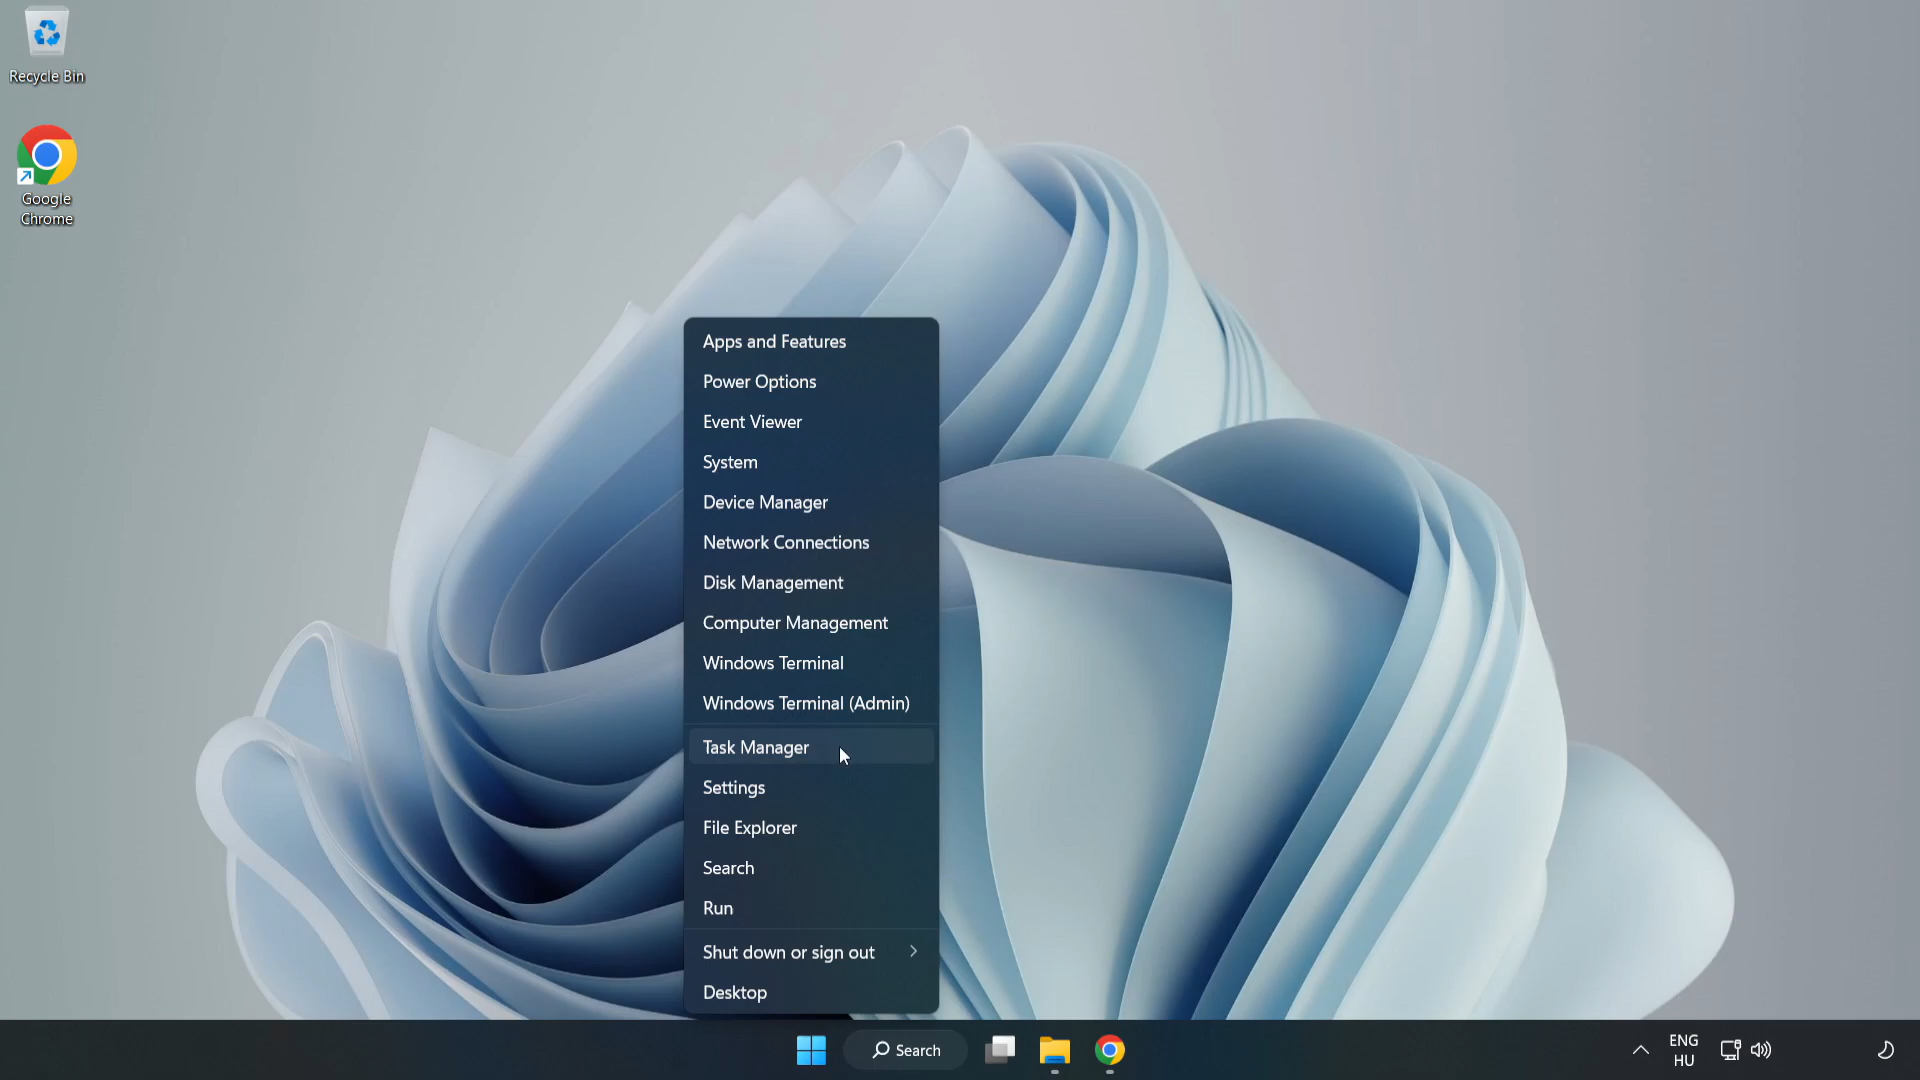 Recycle Bin
Google
Chrome
Apps and Features
Power Options
Event Viewer
System
Device Manager
Network Connections
Disk Management
Computer Management
Windows Terminal
Windows Terminal (Admin)
Task Manager
Settings
File Explorer
Search
Run
Shut down or sign out
Desktop
Search
ENG
HU